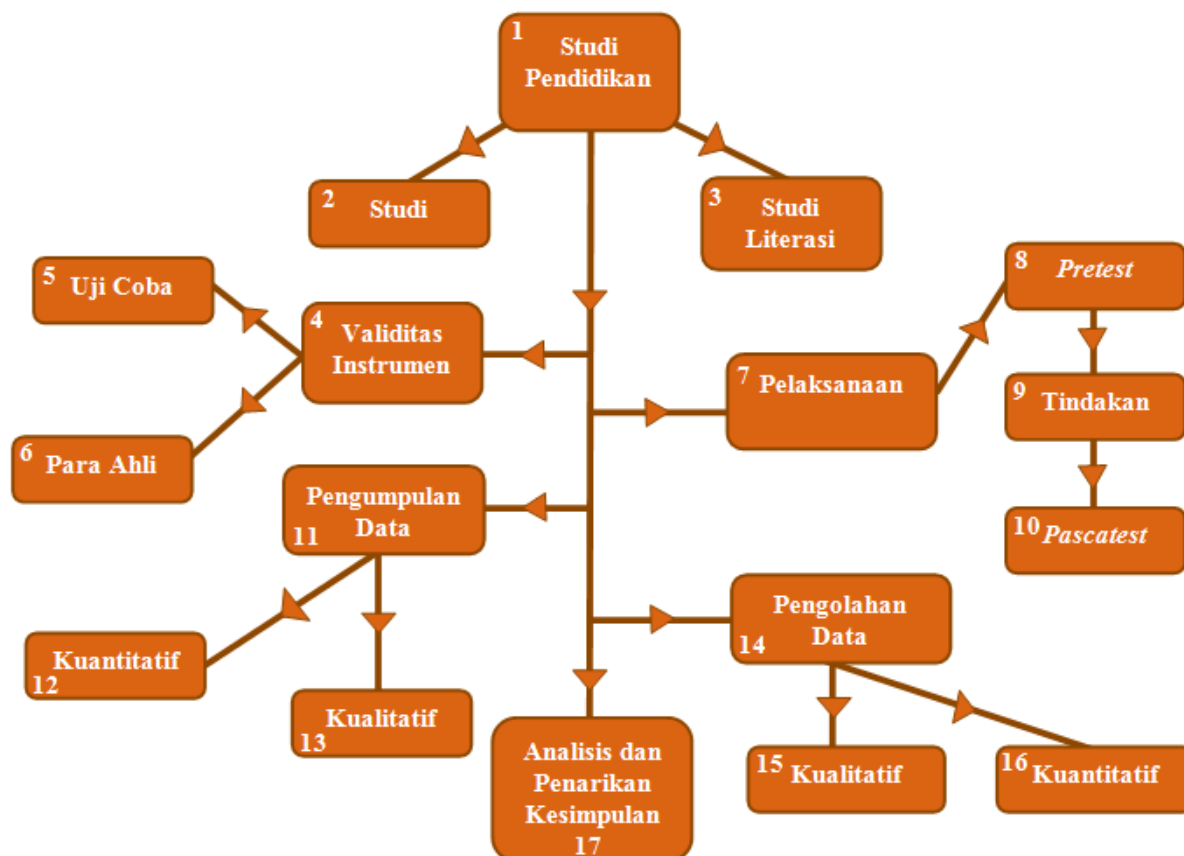 1
Studi
Pendidikan
2
Studi
3
Studi
Literasi
4
Validitas
Instrumen
5
Uji Coba
6
Para Ahli
7
Pelaksanaan
8
Pretest
9
Tindakan
10
Pascatest
Pengumpulan
Data
11
Kuantitatif
12
Kualitatif
13
Pengolahan
Data
14
15
Kualitatif
16
Kuantitatif
Analisis dan
Penarikan
Kesimpulan
17